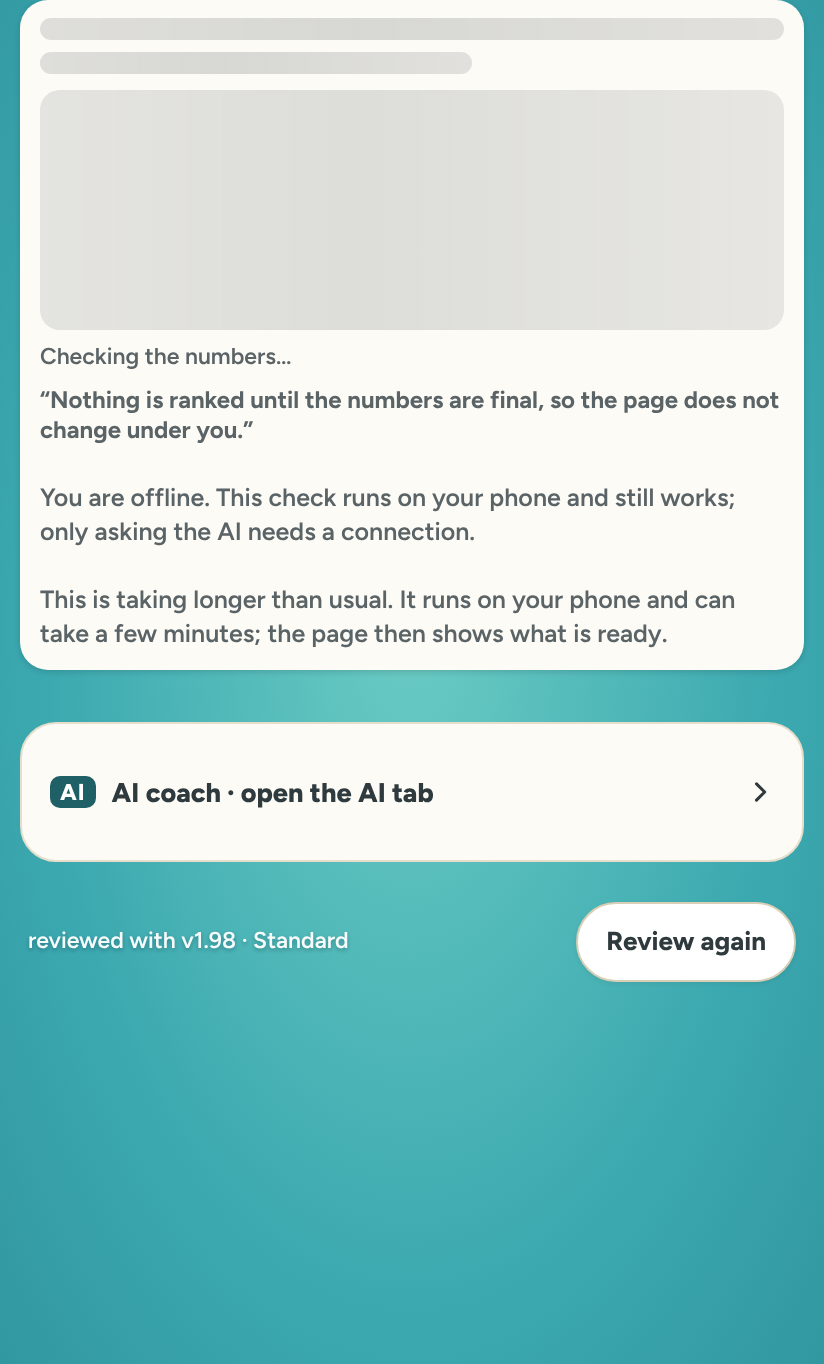 Checking the numbers…
“Nothing is ranked until the numbers are final, so the page does not
change under you.”
You are offline. This check runs on your phone and still works;
only asking the AI needs a connection.
This is taking longer than usual. It runs on your phone and can
take a few minutes; the page then shows what is ready.
AI AI coach · open the AI tab
reviewed with v1.98 · Standard
Review again